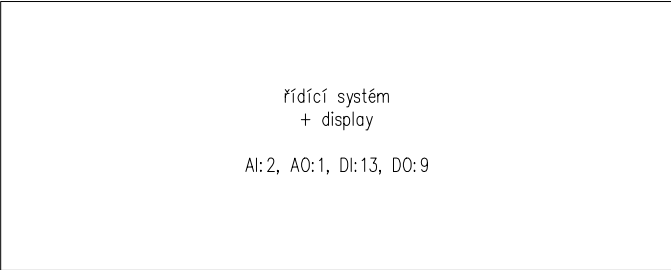 řídící systém
+ display
AI:2, AO:1, DI:13, DO:9